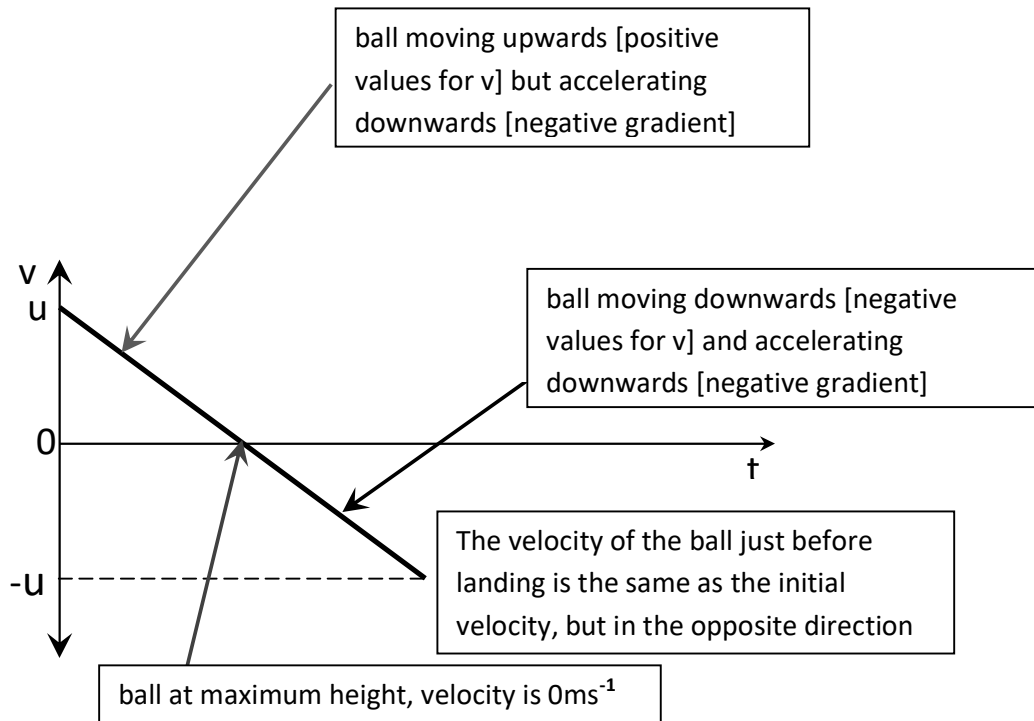 ball moving upwards [positive
values for v] but accelerating
downwards [negative gradient]
v
u
ball moving downwards [negative
values for v] and accelerating
downwards [negative gradient]
0
t
The velocity of the ball just before
landing is the same as the initial
velocity, but in the opposite direction
-u
ball at maximum height, velocity is 0ms⁻¹